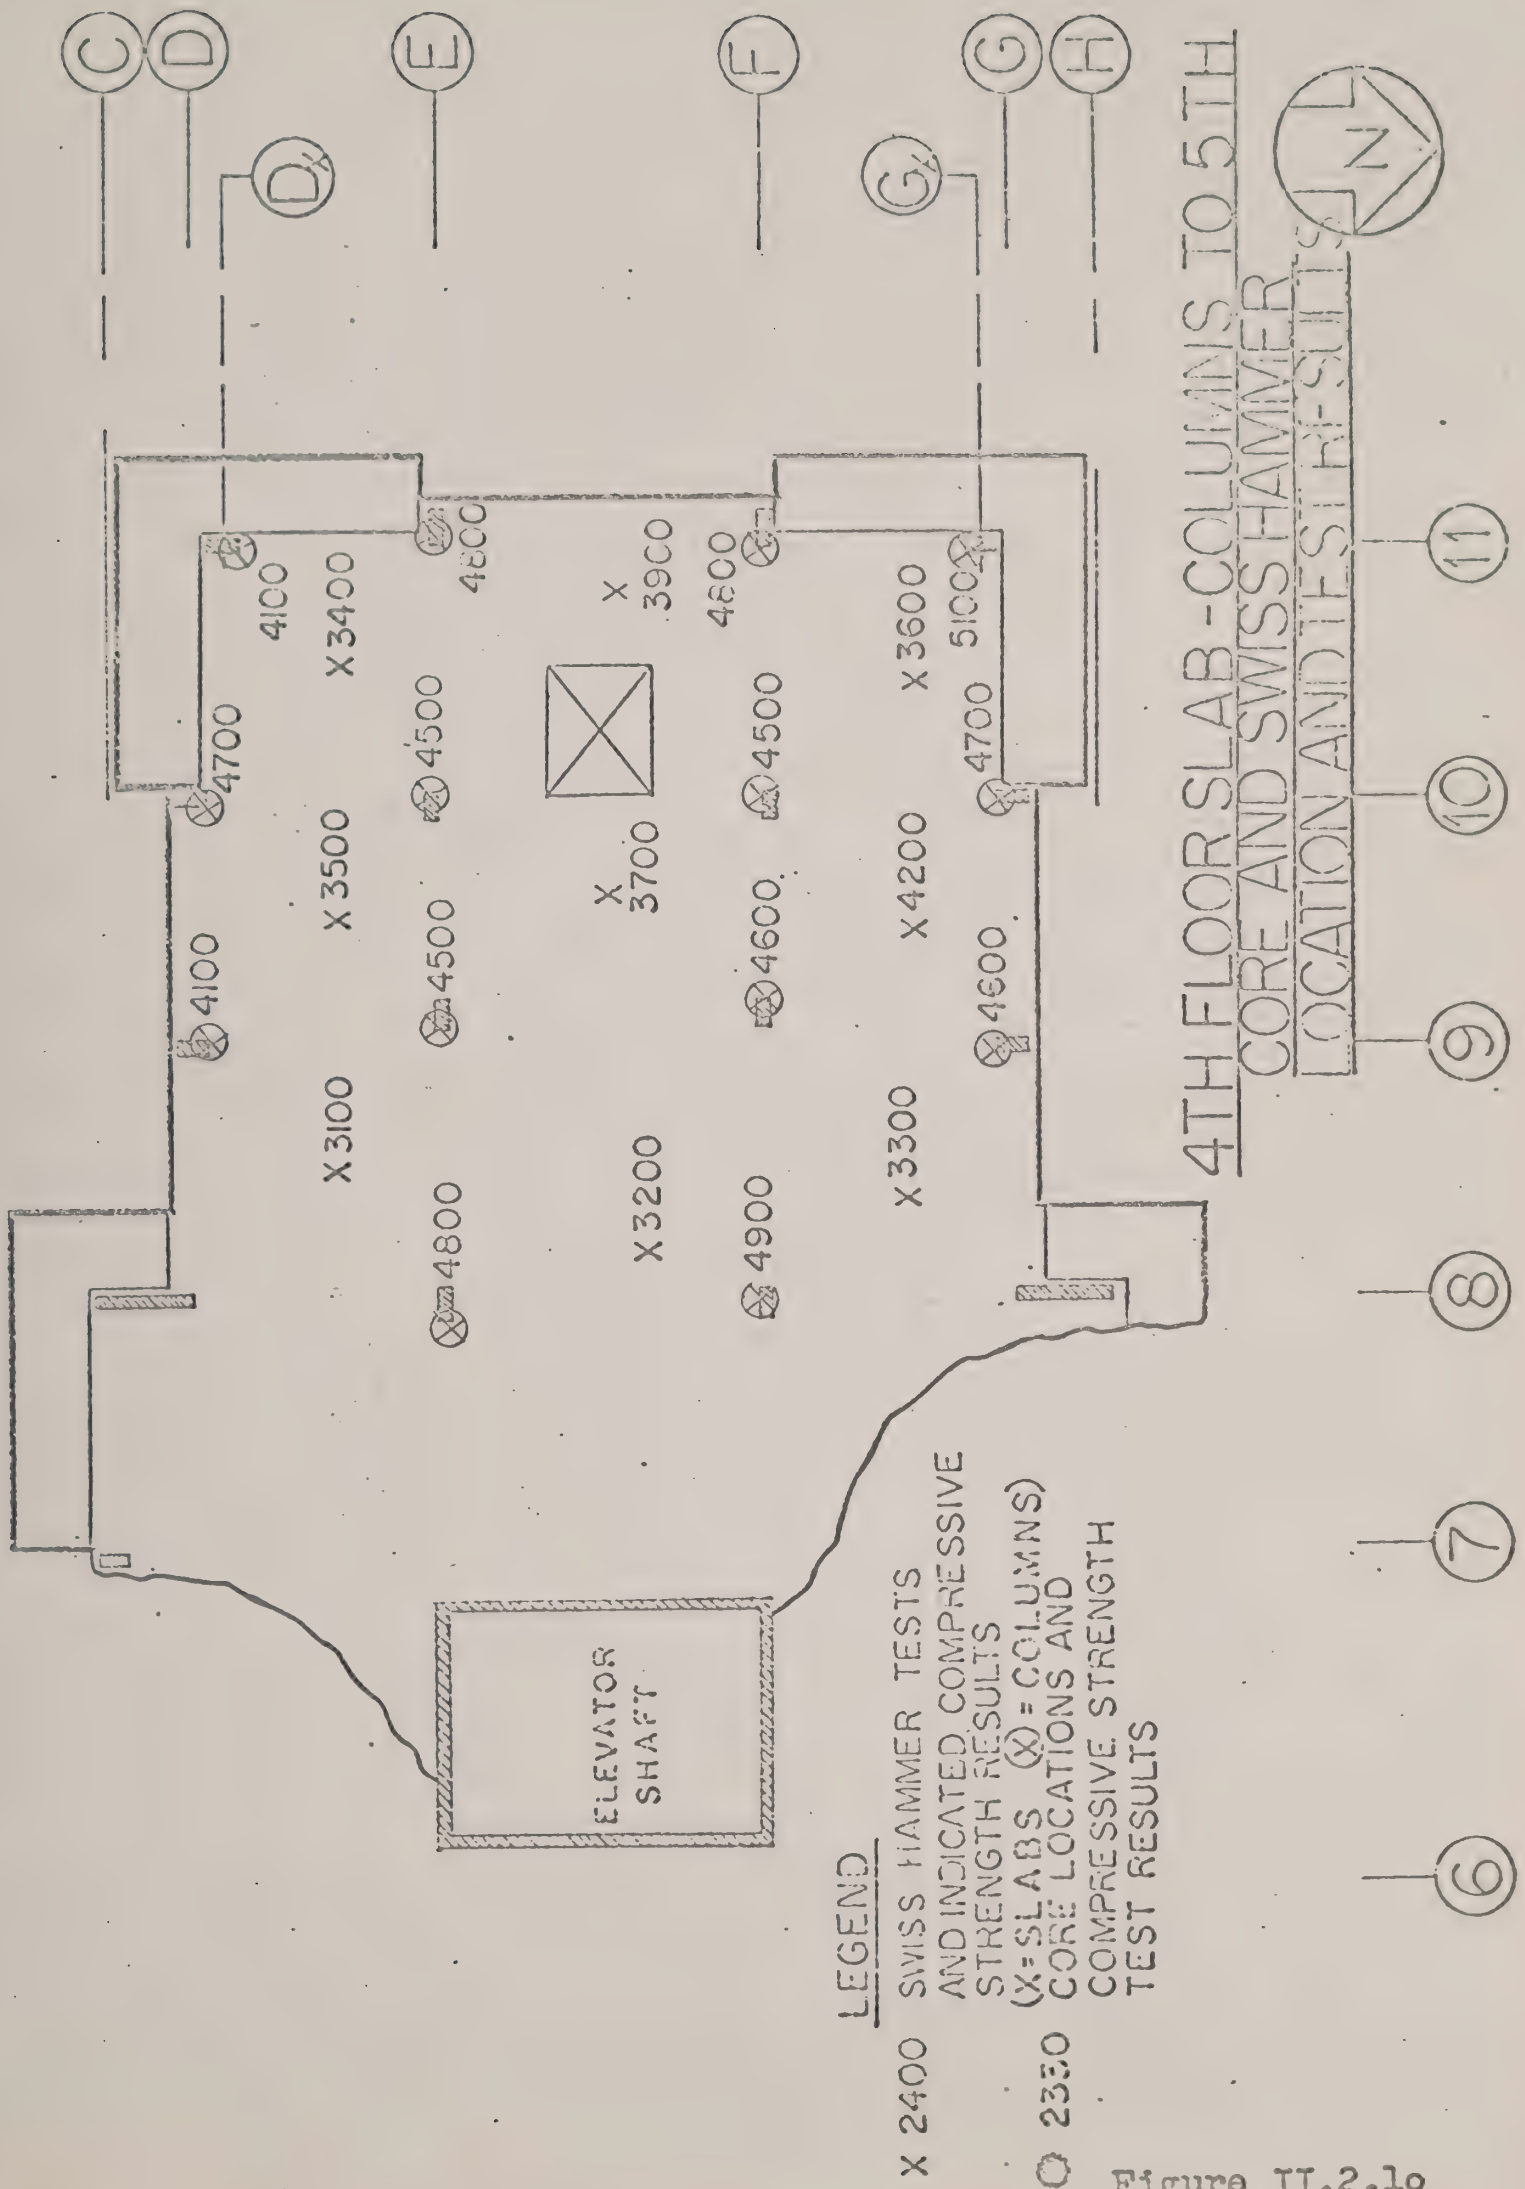 C
D
E
F
G
H
Dx
Gx
N
4TH FLOOR SLAB - COLUMNS TO 5TH
CORE AND SWISS HAMMER
LOCATION AND TEST RESULTS
4700
4100
4100
X 3400
X 3500
X 3100
4800
4500
4500
4800
X
3900
X
3700
X 3200
4800
4500
4600
4900
X 3600
X 4200
X 3300
5100
4700
4600
11
10
9
8
7
6
ELEVATOR
SHAFT
LEGEND
X 2400 SWISS HAMMER TESTS
AND INDICATED COMPRESSIVE
STRENGTH RESULTS
(X = SLABS Ⓧ = COLUMNS)
CORE LOCATIONS AND
COMPRESSIVE STRENGTH
TEST RESULTS
Figure II.2.10